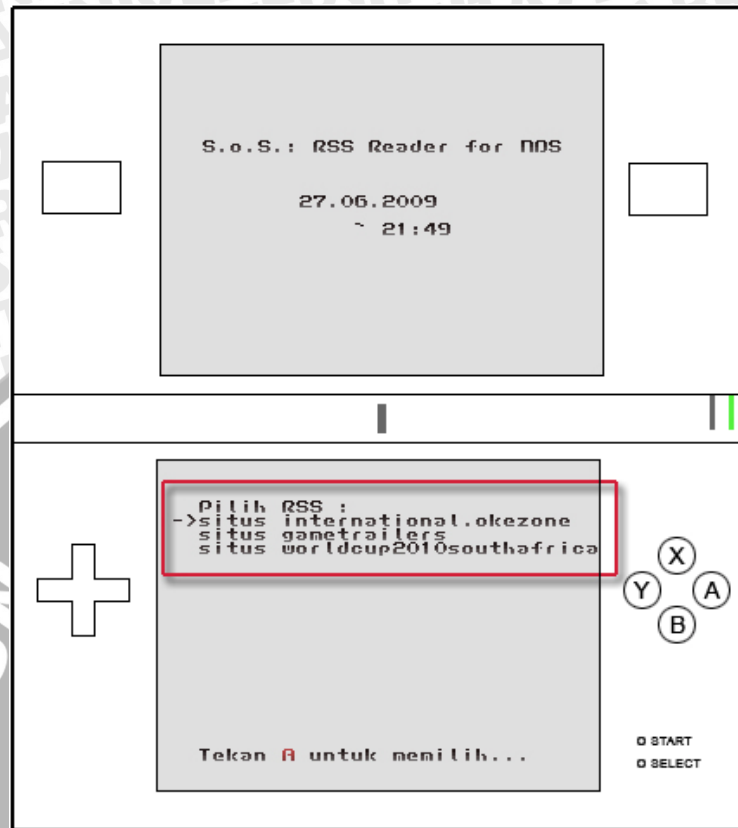 S.o.S.: RSS Reader for NDS
27.06.2009
~ 21:49
Pilih RSS :
->situs international.okezone
situs gametrailers
situs worldcup2010southafrica
X
Y A
B
Tekan A untuk memilih...
START
SELECT